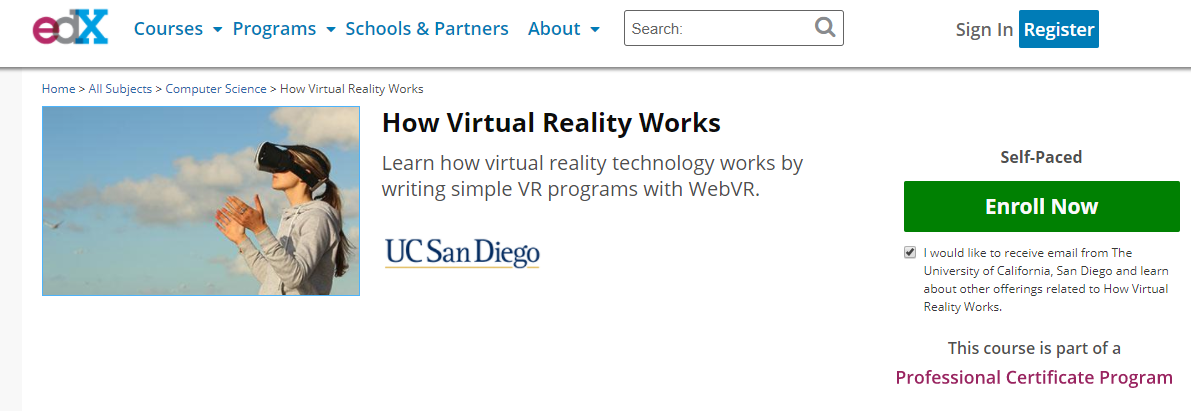 edX Courses Programs Schools & Partners About Search: Sign In Register
Home > All Subjects > Computer Science > How Virtual Reality Works
How Virtual Reality Works
Learn how virtual reality technology works by
writing simple VR programs with WebVR.
UC San Diego
Self-Paced
Enroll Now
I would like to receive email from The
University of California, San Diego and learn
about other offerings related to How Virtual
Reality Works.
This course is part of a
Professional Certificate Program